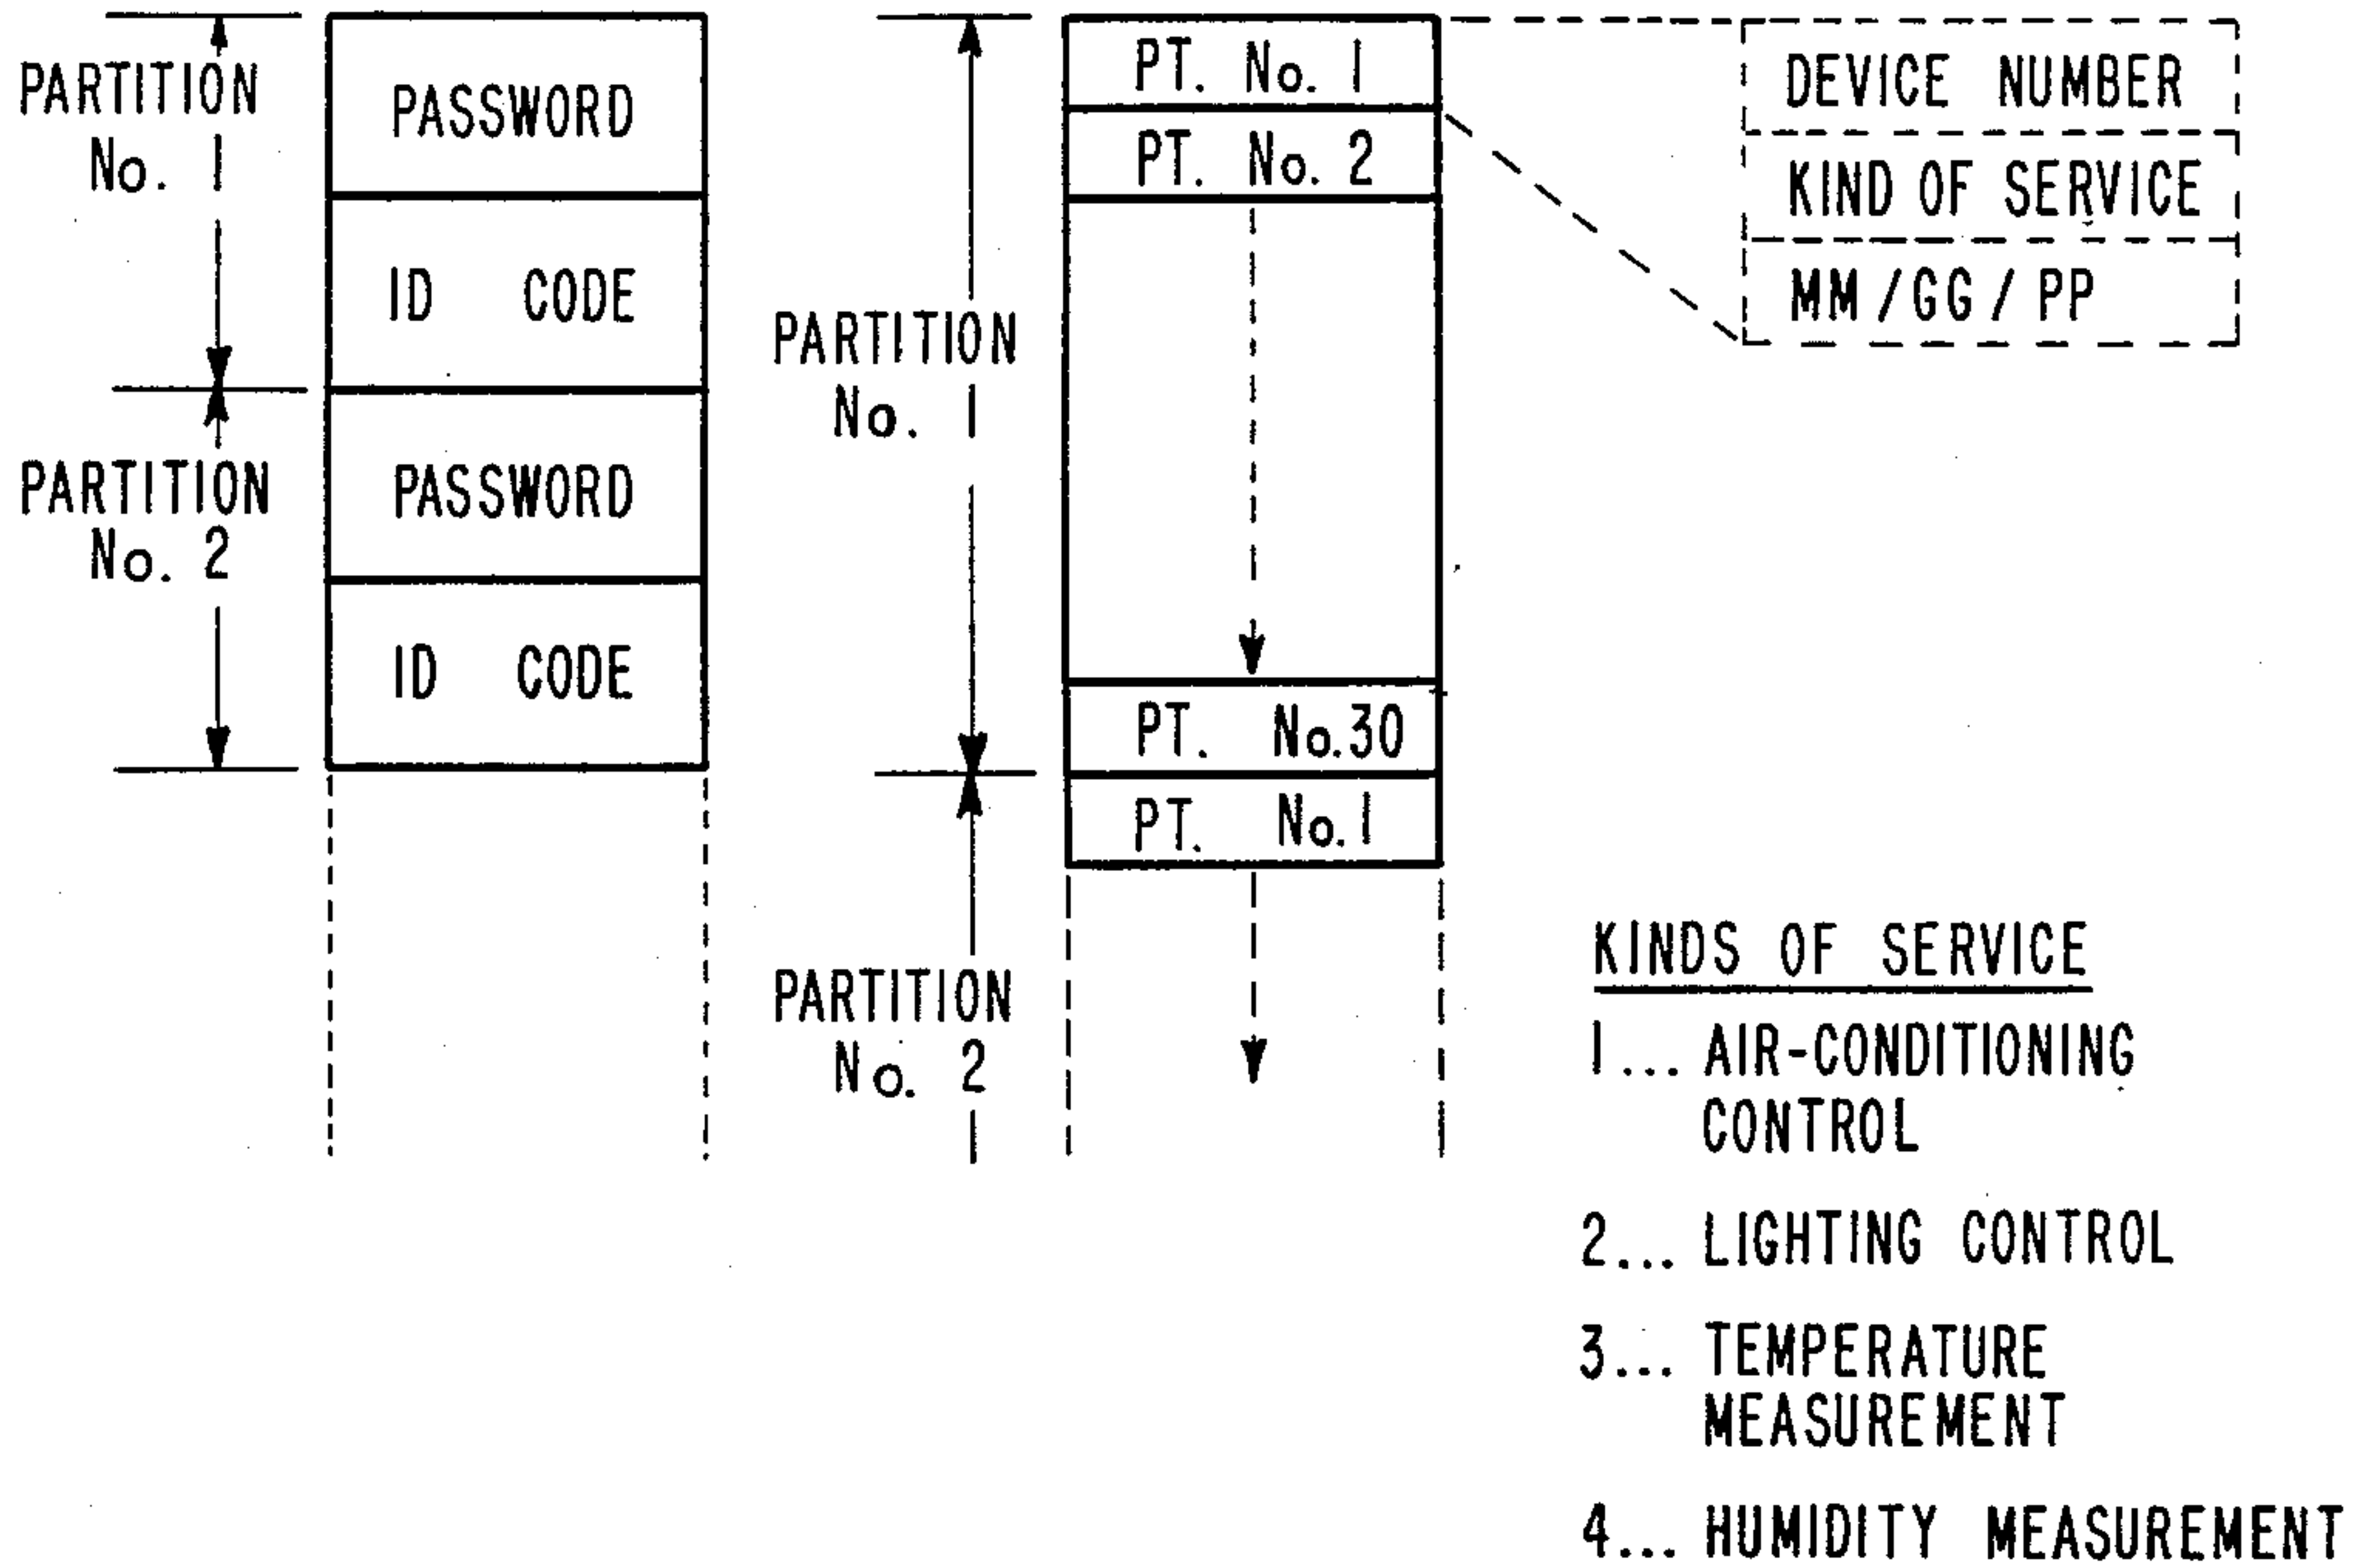 PARTITION
No. 1
PASSWORD
ID CODE
PARTITION
No. 2
PASSWORD
ID CODE
PARTITION
No. 1
PT. No. 1
PT. No. 2
PT. No.30
PT. No.1
PARTITION
No. 2
DEVICE NUMBER
KIND OF SERVICE
MM/GG/PP
KINDS OF SERVICE
1... AIR-CONDITIONING
CONTROL
2... LIGHTING CONTROL
3... TEMPERATURE
MEASUREMENT
4... HUMIDITY MEASUREMENT